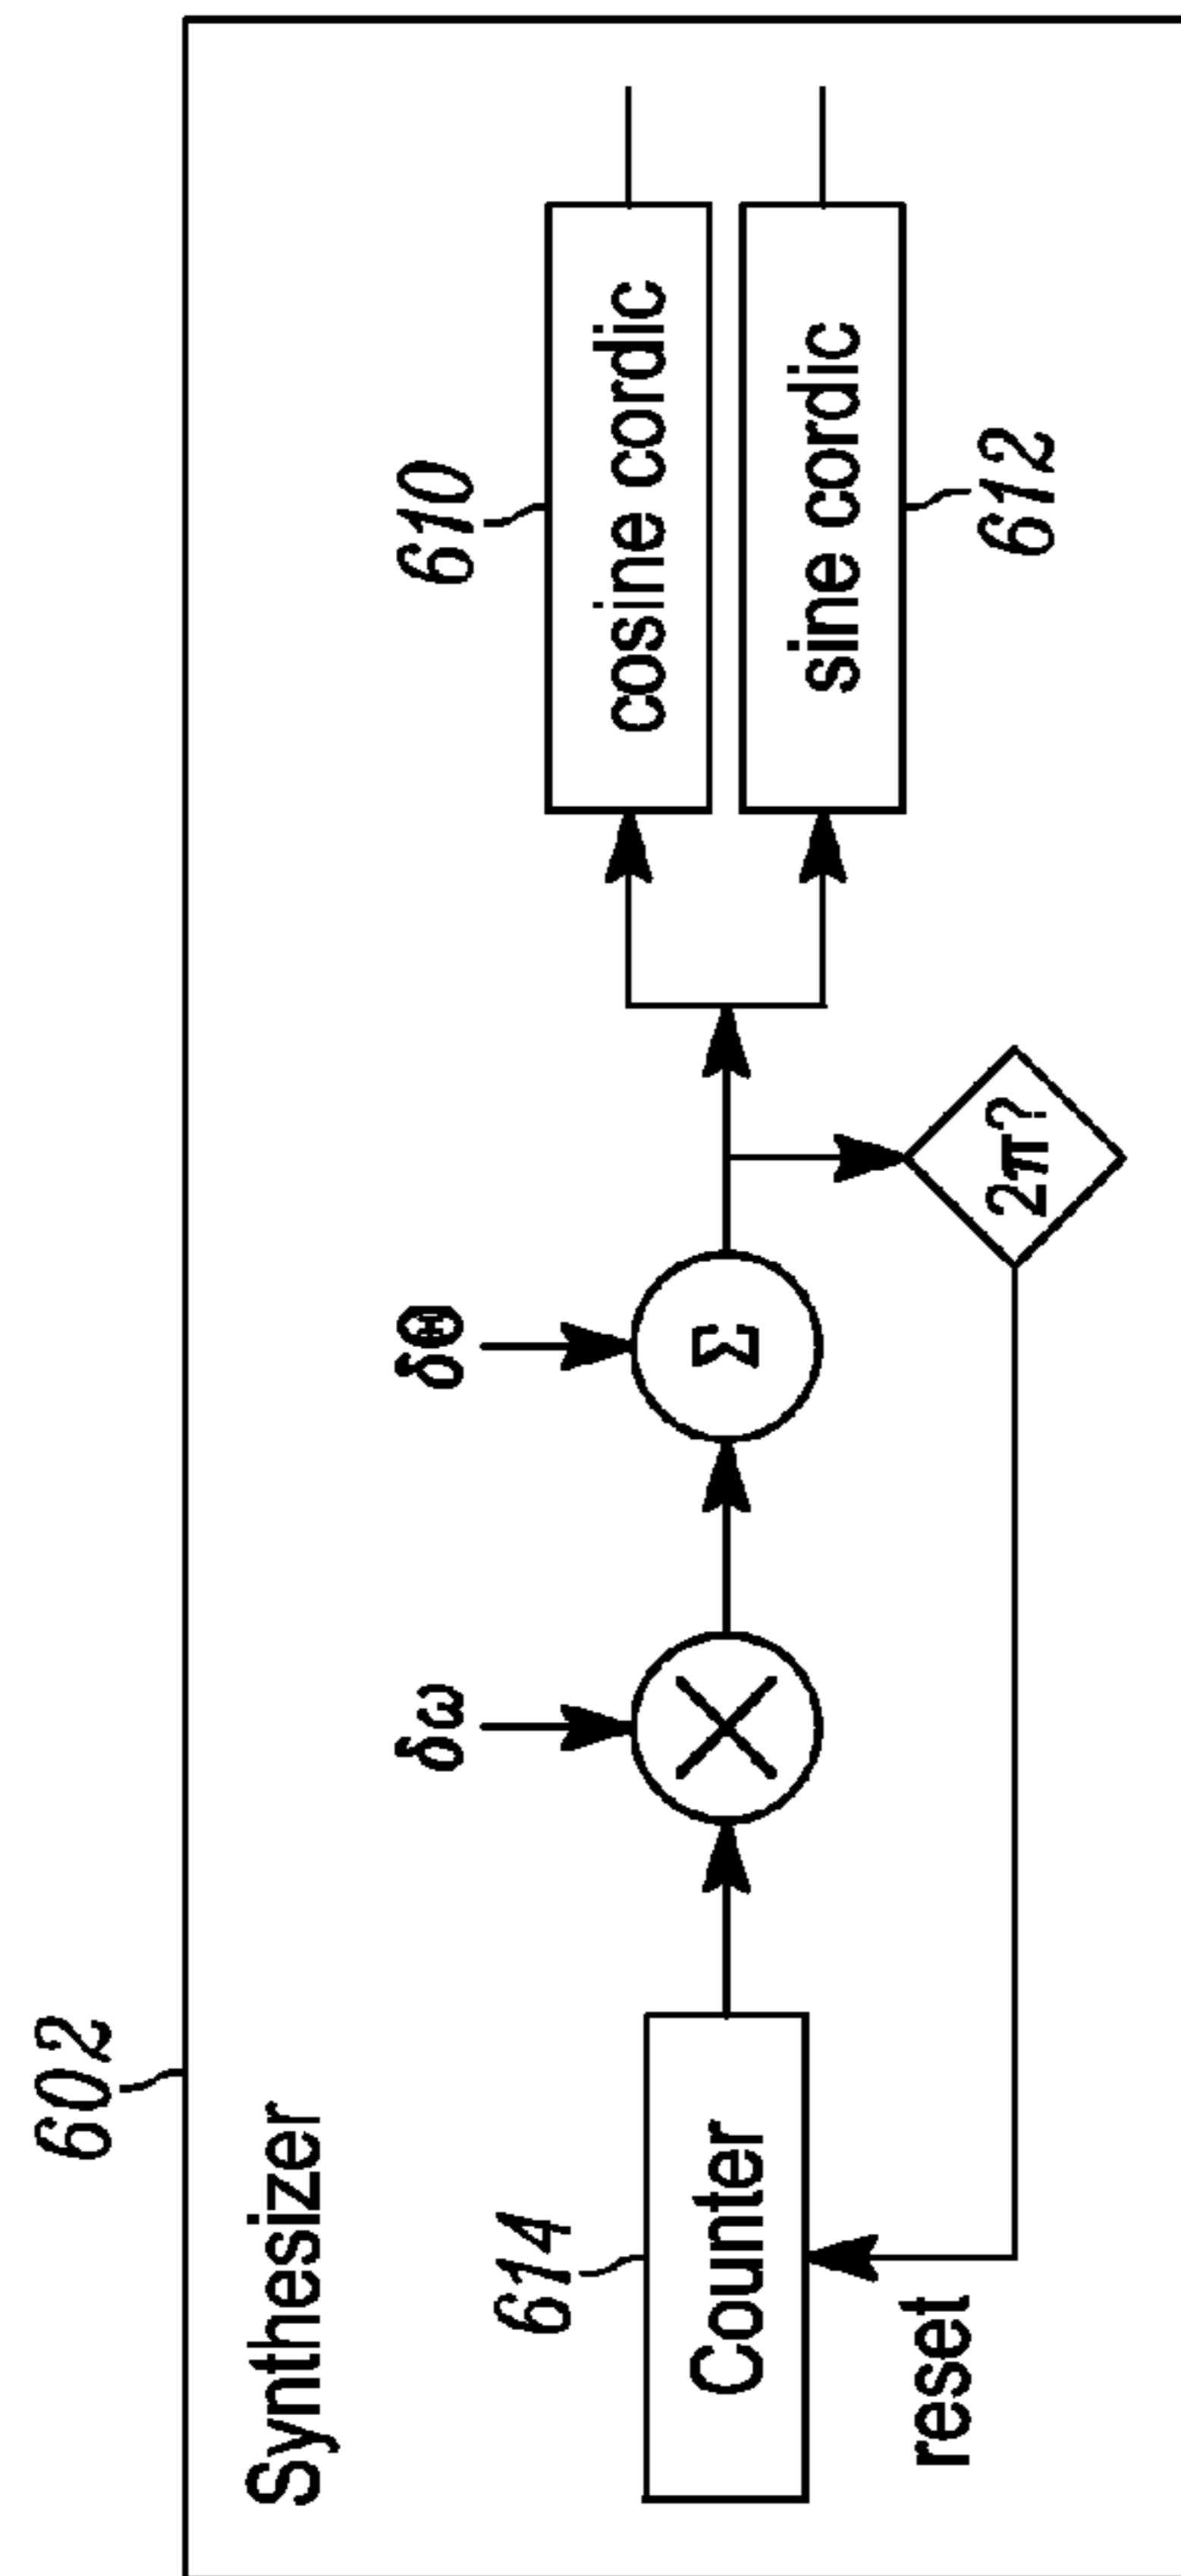 602
Synthesizer
614
Counter
reset
δω
δΘ
Σ
2π?
610
cosine cordic
sine cordic
612